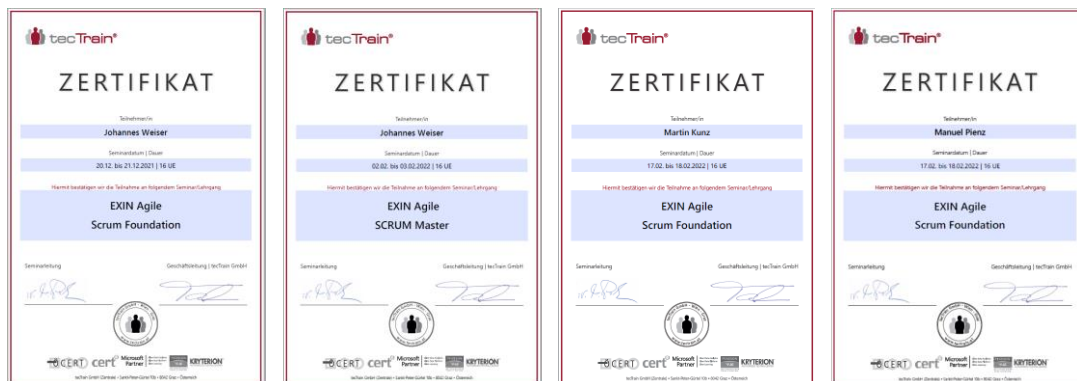 tecTrain®
ZERTIFIKAT
Teilnehmer/in
Johannes Weiser
Seminardatum | Dauer
20.12. bis 21.12.2021 | 16 UE
Hiermit bestätigen wir die Teilnahme an folgendem Seminar/Lehrgang
EXIN Agile
Scrum Foundation
Seminarleitung
Geschäftsleitung | tecTrain GmbH
ÖCERT
cert
Microsoft
Partner
KRYTERION
tecTrain®
ZERTIFIKAT
Teilnehmer/in
Johannes Weiser
Seminardatum | Dauer
02.02. bis 03.02.2022 | 16 UE
Hiermit bestätigen wir die Teilnahme an folgendem Seminar/Lehrgang
EXIN Agile
SCRUM Master
Seminarleitung
Geschäftsleitung | tecTrain GmbH
ÖCERT
cert
Microsoft
Partner
KRYTERION
tecTrain®
ZERTIFIKAT
Teilnehmer/in
Martin Kunz
Seminardatum | Dauer
17.02. bis 18.02.2022 | 16 UE
Hiermit bestätigen wir die Teilnahme an folgendem Seminar/Lehrgang
EXIN Agile
Scrum Foundation
Seminarleitung
Geschäftsleitung | tecTrain GmbH
ÖCERT
cert
Microsoft
Partner
KRYTERION
tecTrain®
ZERTIFIKAT
Teilnehmer/in
Manuel Pienz
Seminardatum | Dauer
17.02. bis 18.02.2022 | 16 UE
Hiermit bestätigen wir die Teilnahme an folgendem Seminar/Lehrgang
EXIN Agile
Scrum Foundation
Seminarleitung
Geschäftsleitung | tecTrain GmbH
ÖCERT
cert
Microsoft
Partner
KRYTERION